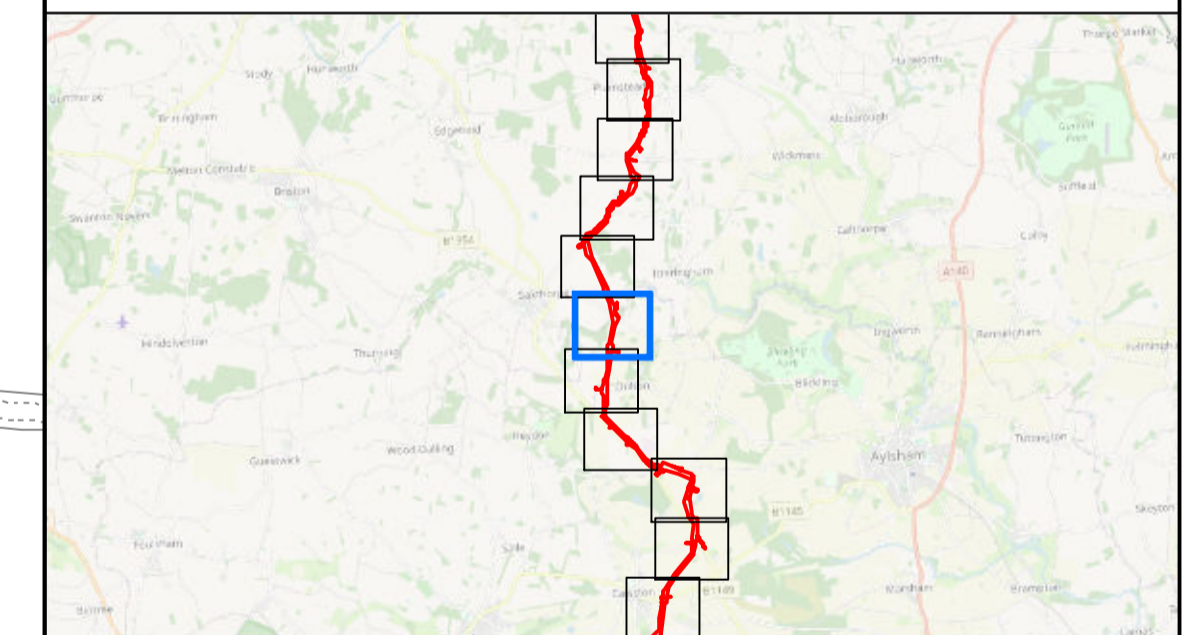 Thorpe Market
Hunworth
Stody
Hanworth
Plumstead
Gunthorpe
Briningham
Aldborough
Edgefield
Gunton
Park
Wickmere
Melton Constable
Briston
Suffield
Swanton Novers
Calthorpe
Colby
B1354
A140
Itteringham
Saxthorpe
Ingworth
Banningham
Hindolveston
Thurning
Blickling
Park
Blickling
Oulton
Heydon
Tuttington
Wood Dalling
Guestwick
Aylsham
B1145
Skeyton
Foulsham
Salle
Marsham
Brampton
Cawston
B1149